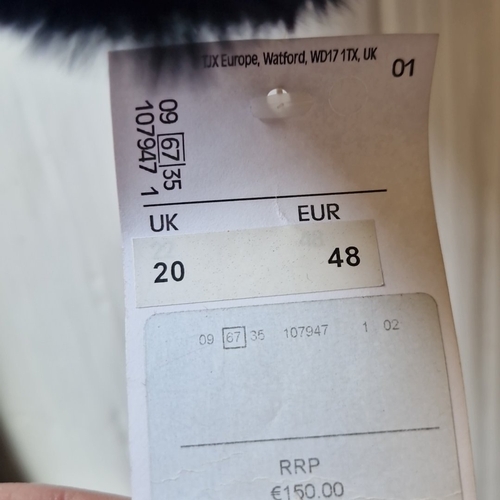 TJX Europe, Watford, WD17 1TX, UK
01
09 67 35
107947 1
UK EUR
20 48
09 67 35 107947 1 02
RRP
€150.00